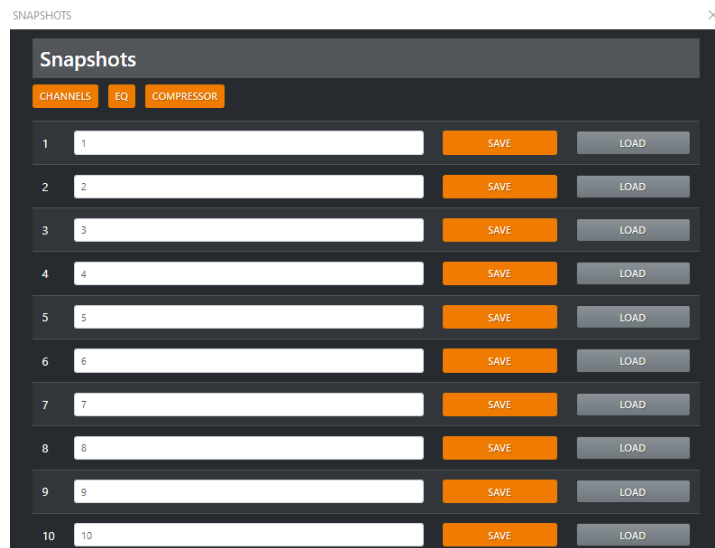 SNAPSHOTS
Snapshots
CHANNELS EQ COMPRESSOR
1 1 SAVE LOAD
2 2 SAVE LOAD
3 3 SAVE LOAD
4 4 SAVE LOAD
5 5 SAVE LOAD
6 6 SAVE LOAD
7 7 SAVE LOAD
8 8 SAVE LOAD
9 9 SAVE LOAD
10 10 SAVE LOAD